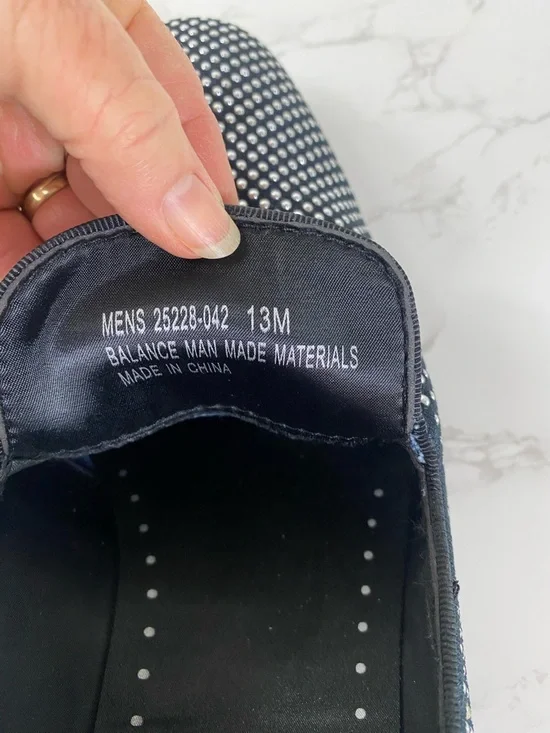 MENS 25228-042 13M
BALANCE MAN MADE MATERIALS
MADE IN CHINA